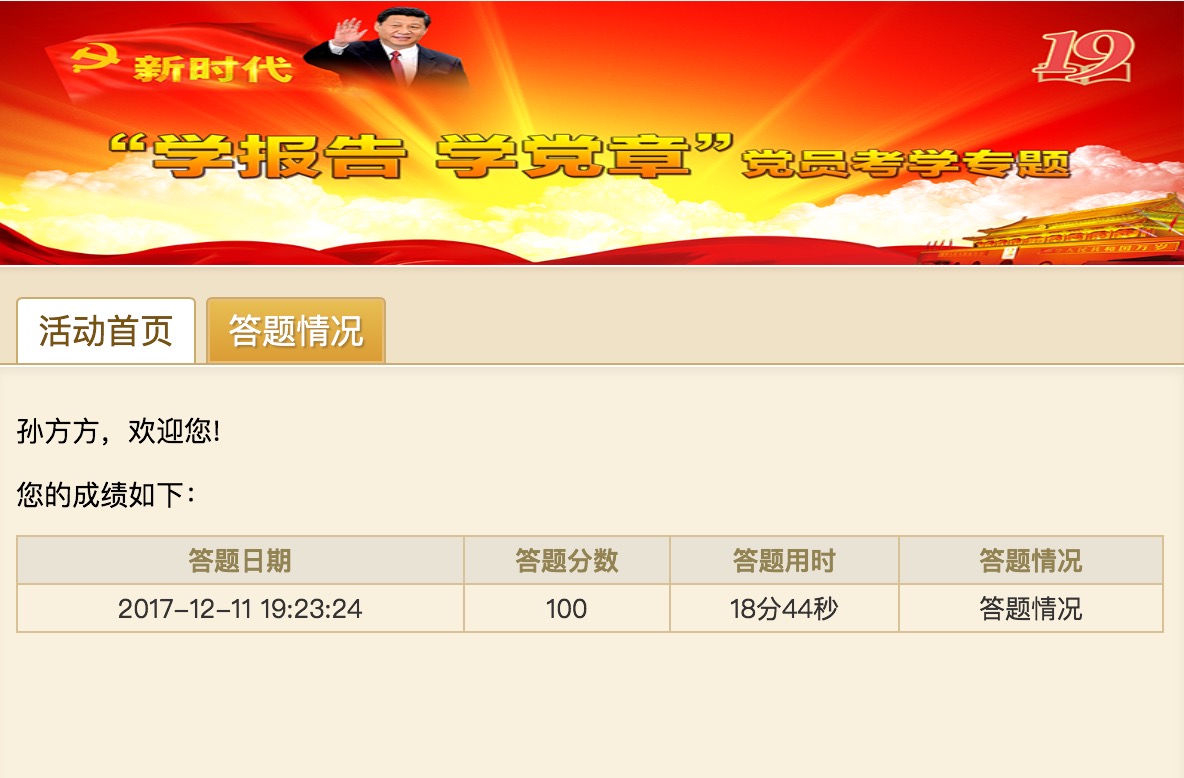 新时代
19
“学报告 学党章”党员考学专题
活动首页 答题情况
孙方方，欢迎您!
您的成绩如下：
答题日期 答题分数 答题用时 答题情况
2017-12-11 19:23:24 100 18分44秒 答题情况